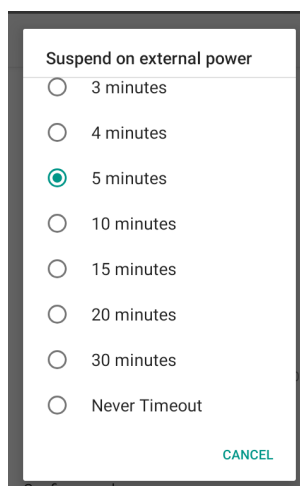 Suspend on external power
3 minutes
4 minutes
5 minutes
10 minutes
15 minutes
20 minutes
30 minutes
Never Timeout
CANCEL